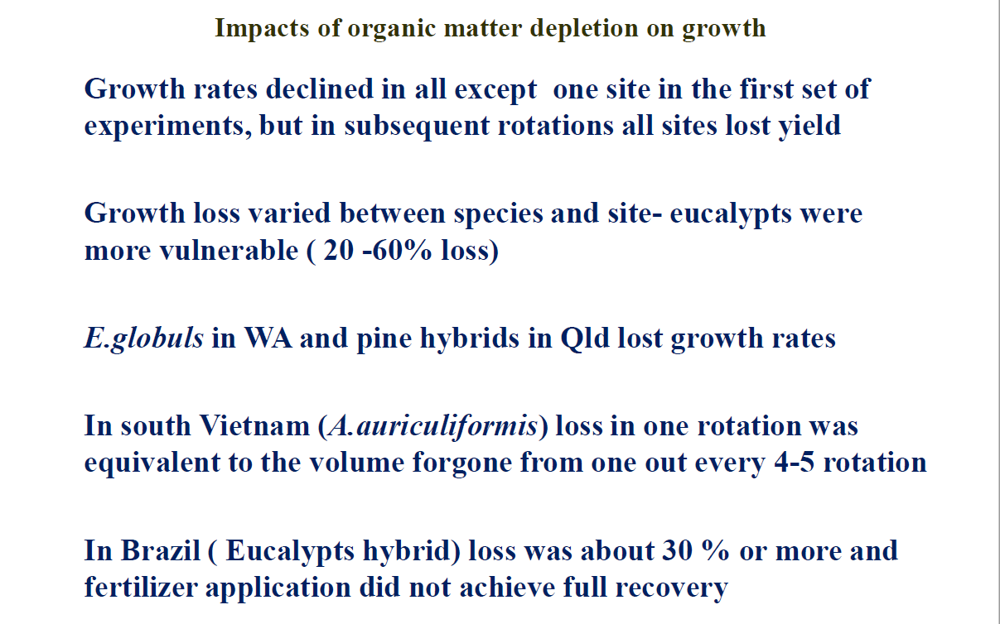 Impacts of organic matter depletion on growth
Growth rates declined in all except  one site in the first set of
experiments, but in subsequent rotations all sites lost yield
Growth loss varied between species and site- eucalypts were
more vulnerable ( 20 -60% loss)
E.globuls in WA and pine hybrids in Qld lost growth rates
In south Vietnam (A.auriculiformis) loss in one rotation was
equivalent to the volume forgone from one out every 4-5 rotation
In Brazil ( Eucalypts hybrid) loss was about 30 % or more and
fertilizer application did not achieve full recovery